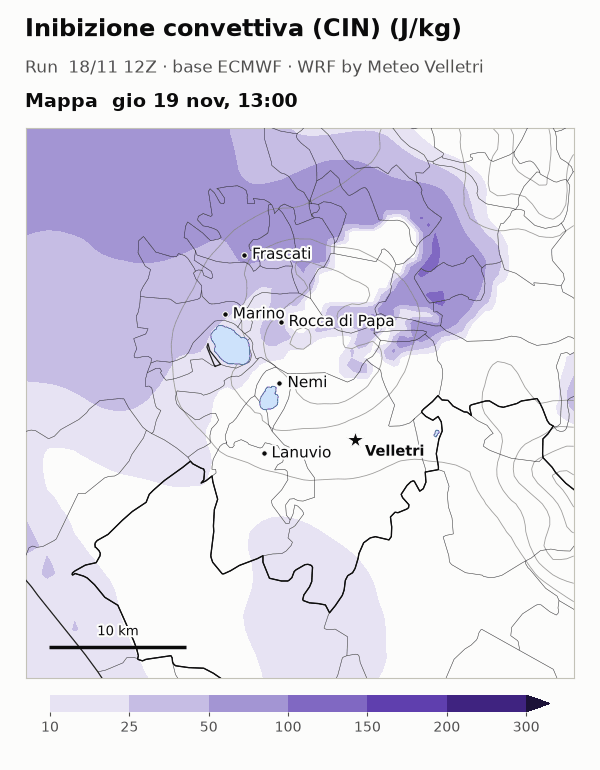 Inibizione convettiva (CIN) (J/kg)
Run  18/11 12Z · base ECMWF · WRF by Meteo Velletri
Mappa  gio 19 nov, 13:00
Frascati
Marino
Rocca di Papa
Nemi
Velletri
Lanuvio
10 km
10 25 50 100 150 200 300